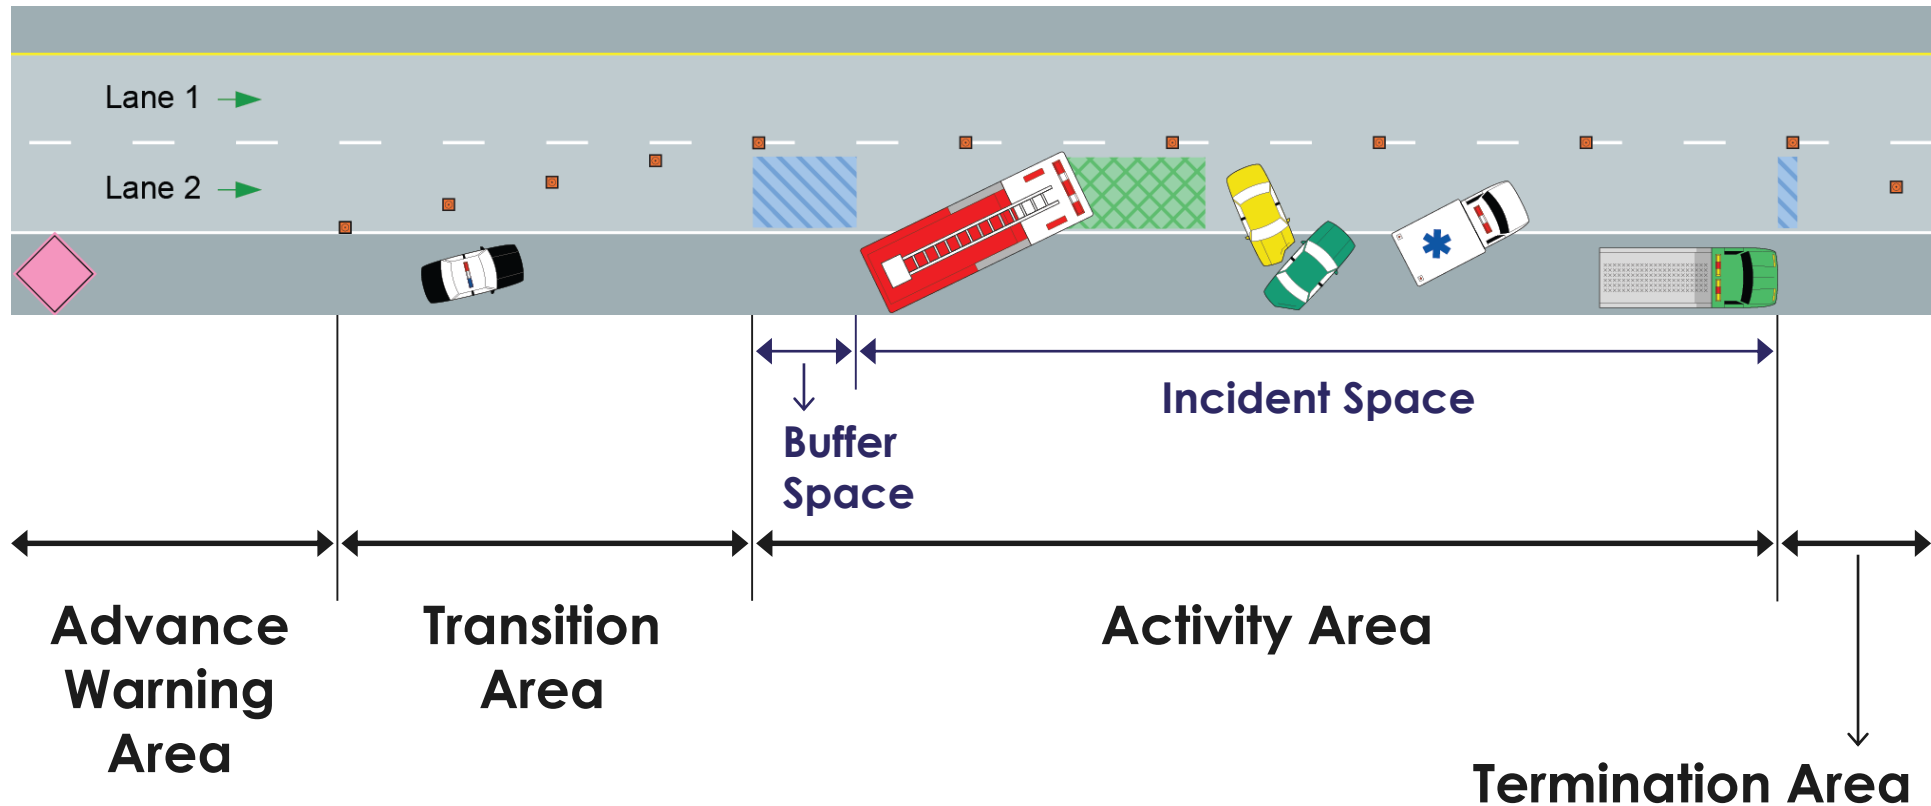 Lane 1
Lane 2
Incident Space
Buffer
Space
Advance
Warning
Area
Transition
Area
Activity Area
Termination Area